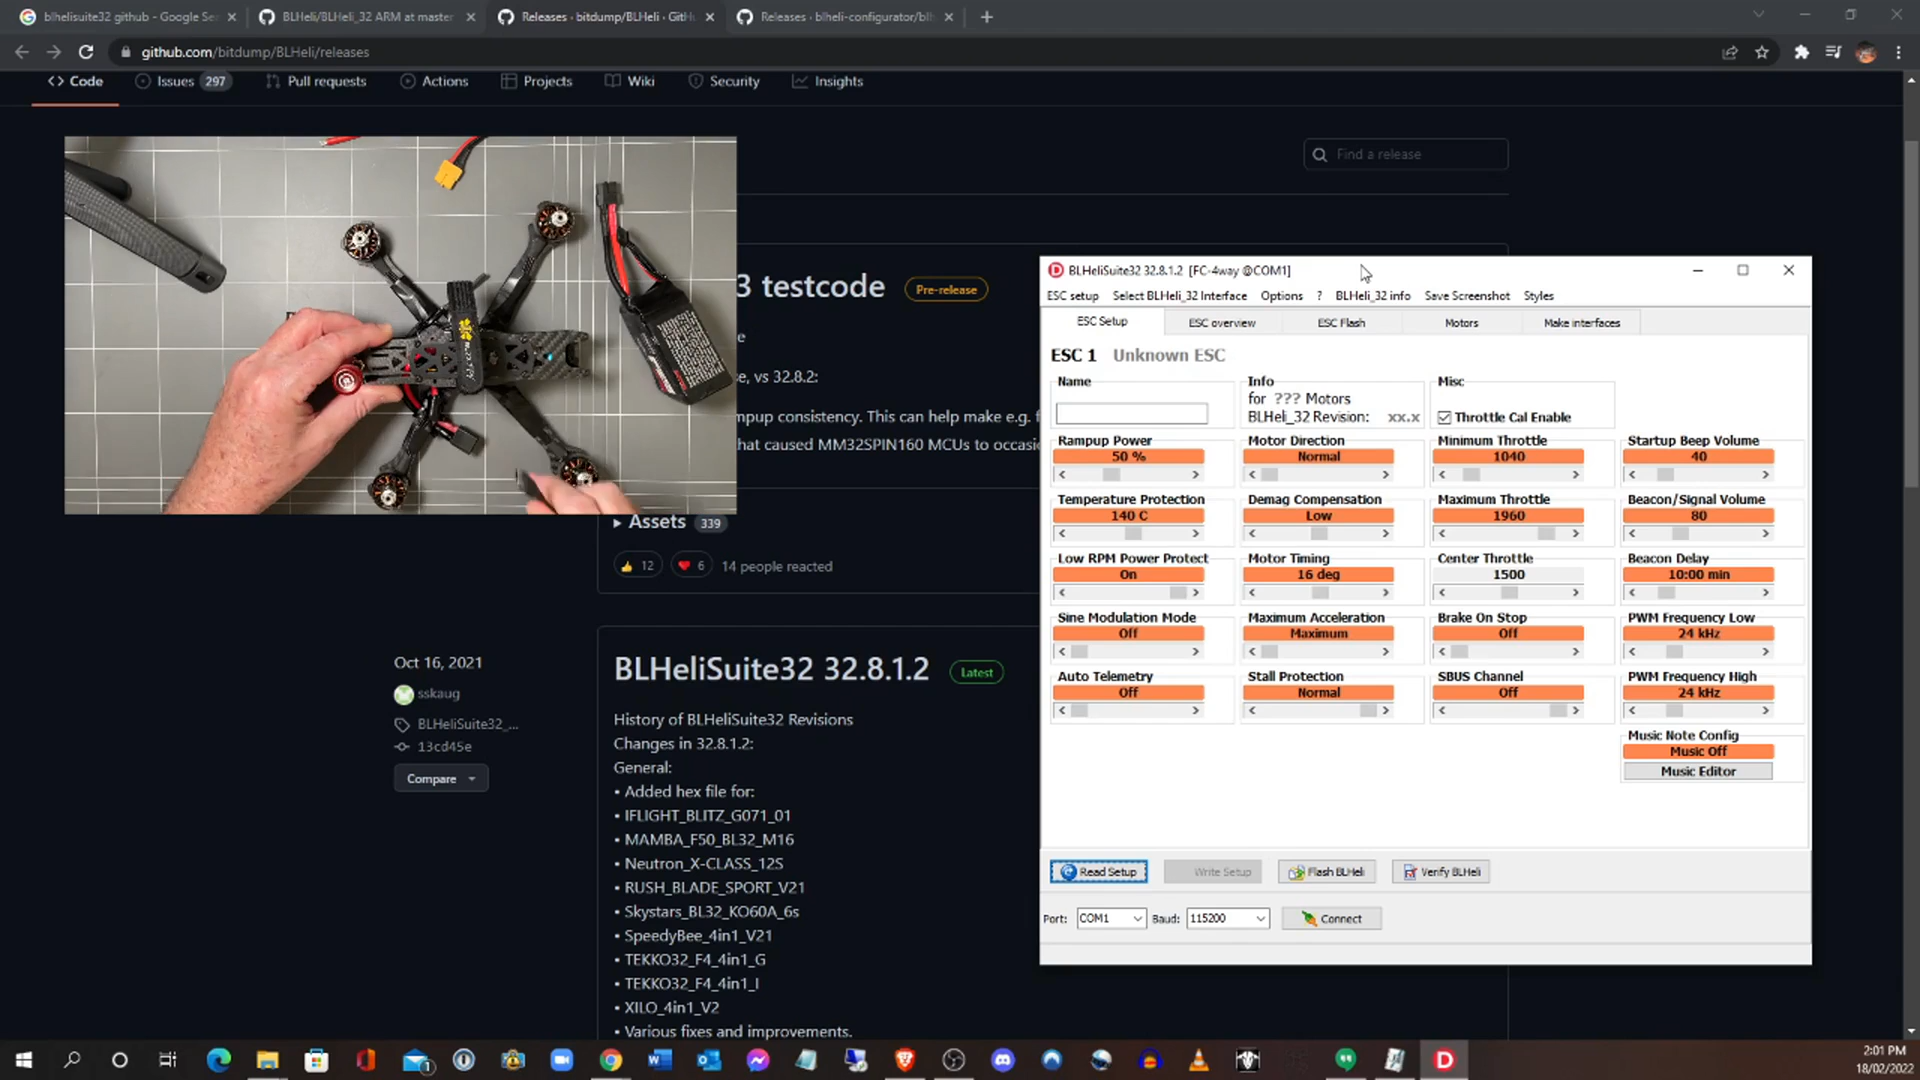 blhelisuite32 github - Google Se
BLHeli/BLHeli_32 ARM at master
Releases · bitdump/BLHeli · GitH
Releases · blheli-configurator/bl
github.com/bitdump/BLHeli/releases
Code
Issues 297
Pull requests
Actions
Projects
Wiki
Security
Insights
Find a release
3 testcode
Pre-release
e
e, vs 32.8.2:
mpup consistency. This can help make e.g. f
hat caused MM32SPIN160 MCUs to occasio
Assets 339
12
6
14 people reacted
Oct 16, 2021
sskaug
BLHeliSuite32_...
13cd45e
Compare
BLHeliSuite32 32.8.1.2
Latest
History of BLHeliSuite32 Revisions
Changes in 32.8.1.2:
General:
• Added hex file for:
• IFLIGHT_BLITZ_G071_01
• MAMBA_F50_BL32_M16
• Neutron_X-CLASS_12S
• RUSH_BLADE_SPORT_V21
• Skystars_BL32_KO60A_6s
• SpeedyBee_4in1_V21
• TEKKO32_F4_4in1_G
• TEKKO32_F4_4in1_I
• XILO_4in1_V2
• Various fixes and improvements.
BLHeliSuite32 32.8.1.2 [FC-4way @COM1]
ESC setup
Select BLHeli_32 Interface
Options
?
BLHeli_32 info
Save Screenshot
Styles
ESC Setup
ESC overview
ESC Flash
Motors
Make interfaces
ESC 1 Unknown ESC
Name
Info
for ??? Motors
BLHeli_32 Revision: xx.x
Misc
Throttle Cal Enable
Rampup Power
50 %
Motor Direction
Normal
Minimum Throttle
1040
Startup Beep Volume
40
Temperature Protection
140 C
Demag Compensation
Low
Maximum Throttle
1960
Beacon/Signal Volume
80
Low RPM Power Protect
On
Motor Timing
16 deg
Center Throttle
1500
Beacon Delay
10:00 min
Sine Modulation Mode
Off
Maximum Acceleration
Maximum
Brake On Stop
Off
PWM Frequency Low
24 kHz
Auto Telemetry
Off
Stall Protection
Normal
SBUS Channel
Off
PWM Frequency High
24 kHz
Music Note Config
Music Off
Music Editor
Read Setup
Write Setup
Flash BLHeli
Verify BLHeli
Port: COM1
Baud: 115200
Connect
2:01 PM
18/02/2022